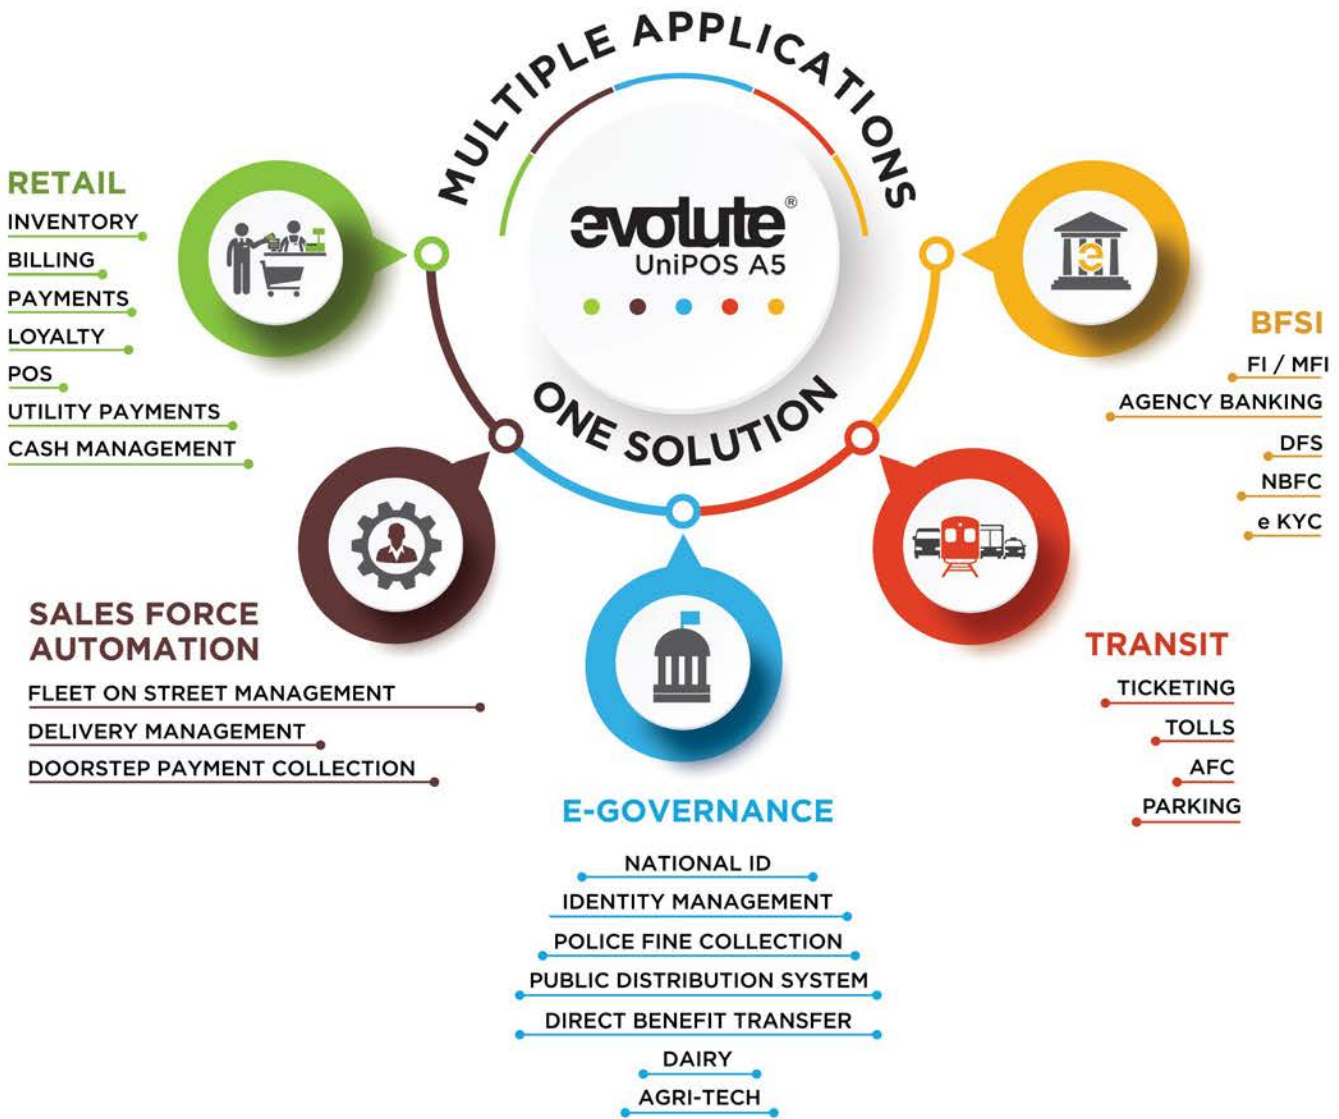 MULTIPLE APPLICATIONS
evolute®
UniPOS A5
ONE SOLUTION
RETAIL
INVENTORY
BILLING
PAYMENTS
LOYALTY
POS
UTILITY PAYMENTS
CASH MANAGEMENT
SALES FORCE
AUTOMATION
FLEET ON STREET MANAGEMENT
DELIVERY MANAGEMENT
DOORSTEP PAYMENT COLLECTION
E-GOVERNANCE
NATIONAL ID
IDENTITY MANAGEMENT
POLICE FINE COLLECTION
PUBLIC DISTRIBUTION SYSTEM
DIRECT BENEFIT TRANSFER
DAIRY
AGRI-TECH
TRANSIT
TICKETING
TOLLS
AFC
PARKING
e
BFSI
FI / MFI
AGENCY BANKING
DFS
NBFC
e KYC